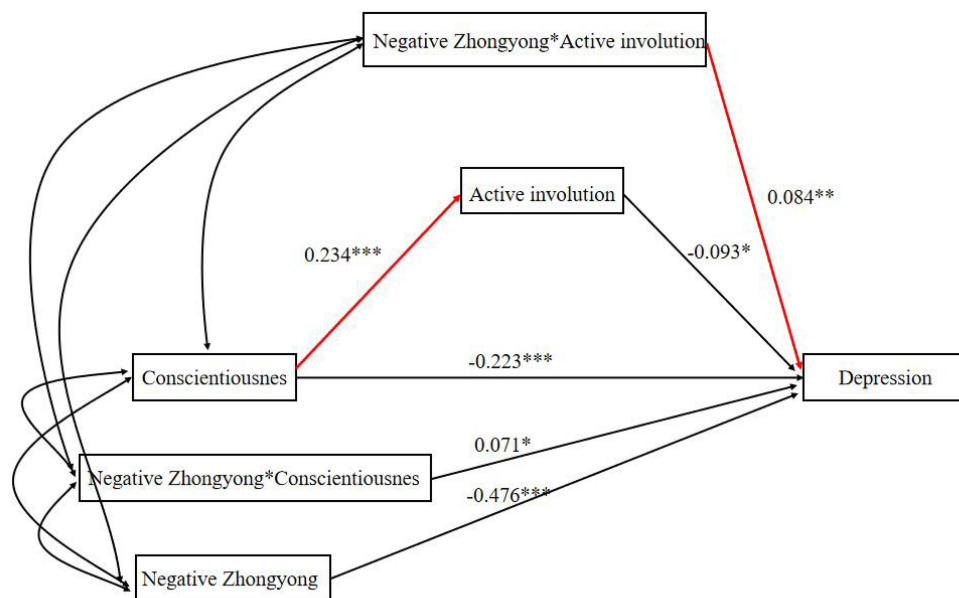 Negative Zhongyong*Active involution
Active involution
0.084**
0.234***
-0.093*
Conscientiousnes
-0.223***
Depression
0.071*
Negative Zhongyong*Conscientiousnes
-0.476***
Negative Zhongyong